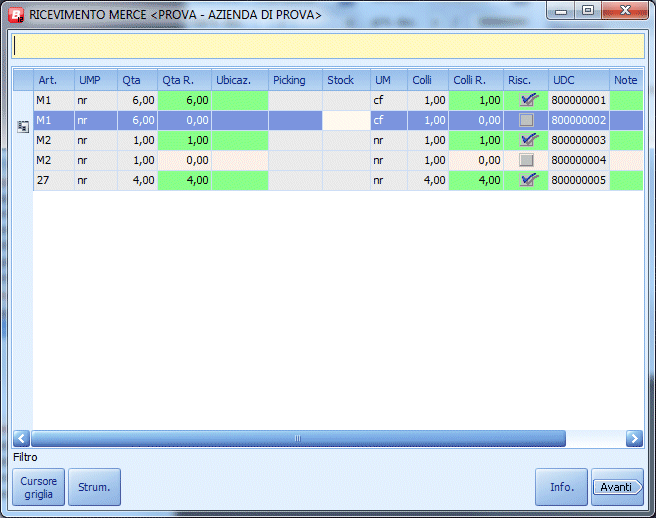 RICEVIMENTO MERCE <PROVA - AZIENDA DI PROVA>
Art. UMP Qta Qta R. Ubicaz. Picking Stock UM Colli Colli R. Risc. UDC Note
M1 nr 6,00 6,00 cf 1,00 1,00 800000001
M1 nr 6,00 0,00 cf 1,00 0,00 800000002
M2 nr 1,00 1,00 nr 1,00 1,00 800000003
M2 nr 1,00 0,00 nr 1,00 0,00 800000004
27 nr 4,00 4,00 nr 4,00 4,00 800000005
Filtro
Cursore
griglia
Strum.
Info.
Avanti